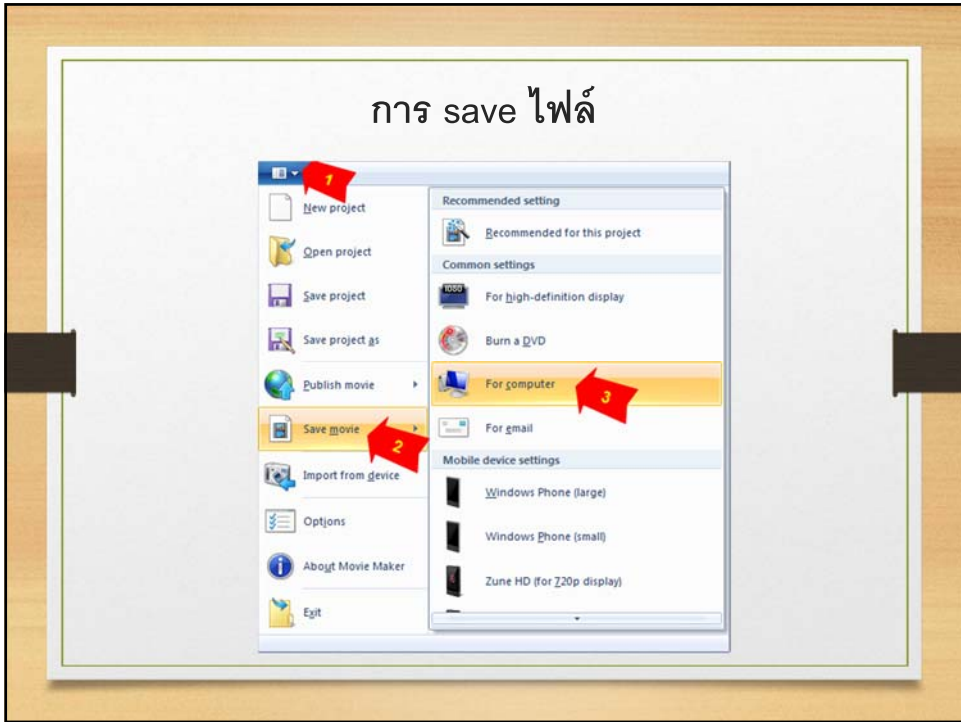 การ save ไฟล์
1
New project
Open project
Save project
Save project as
Publish movie
Save movie
2
Import from device
Options
About Movie Maker
Exit
Recommended setting
Recommended for this project
Common settings
For high-definition display
Burn a DVD
For computer
3
For email
Mobile device settings
Windows Phone (large)
Windows Phone (small)
Zune HD (for 720p display)